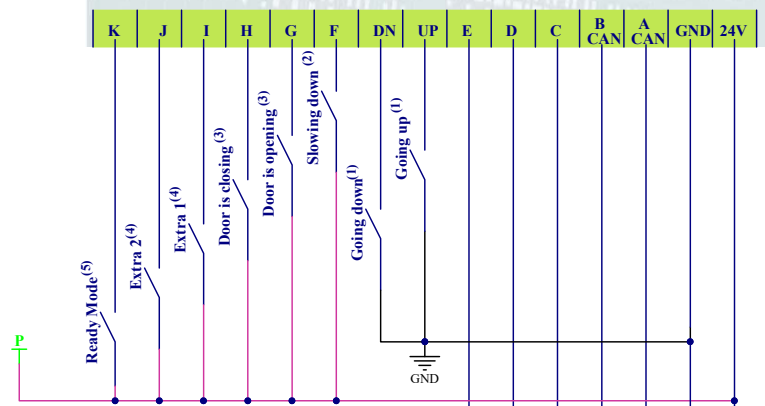 K J I H G F DN UP E D C B CAN A CAN GND 24V
Ready Mode(5)
Extra 2(4)
Extra 1(4)
Door is closing (3)
Door is opening (3)
Slowing down (2)
Going down(1)
Going up (1)
P
GND